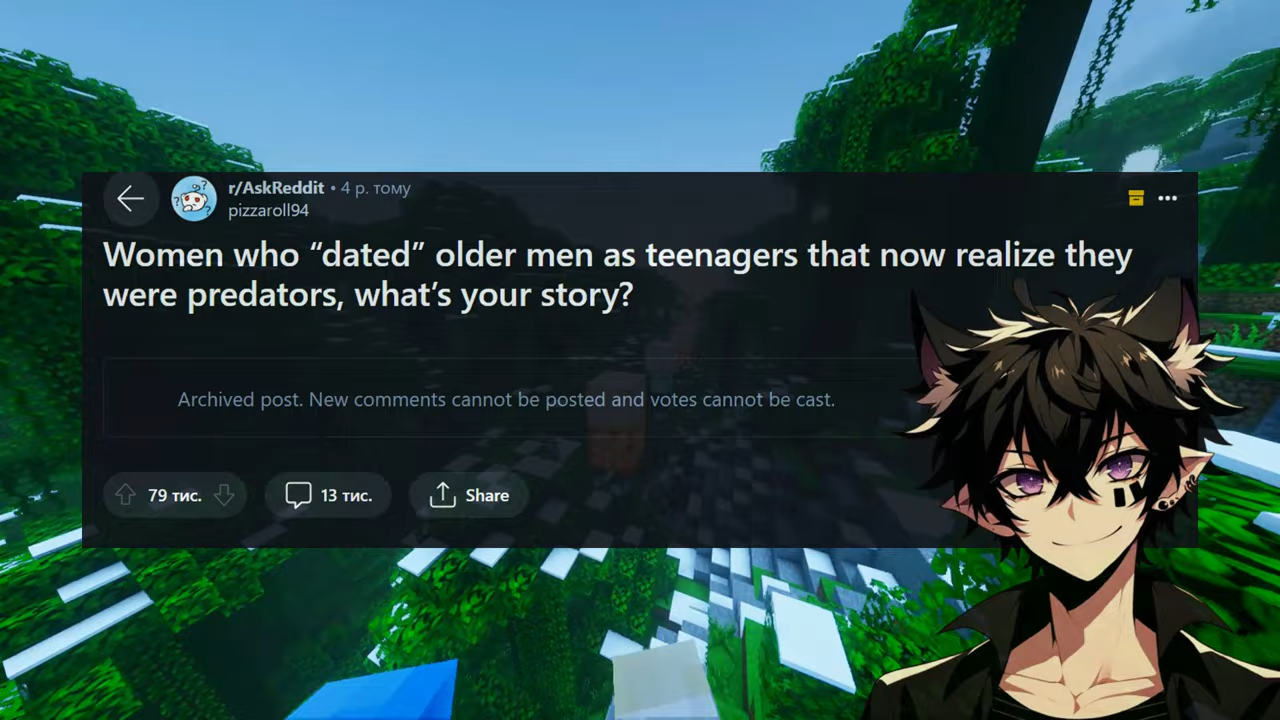 r/AskReddit • 4 р. тому
pizzaroll94
Women who “dated” older men as teenagers that now realize they
were predators, what’s your story?
Archived post. New comments cannot be posted and votes cannot be cast.
79 тис. 13 тис. Share